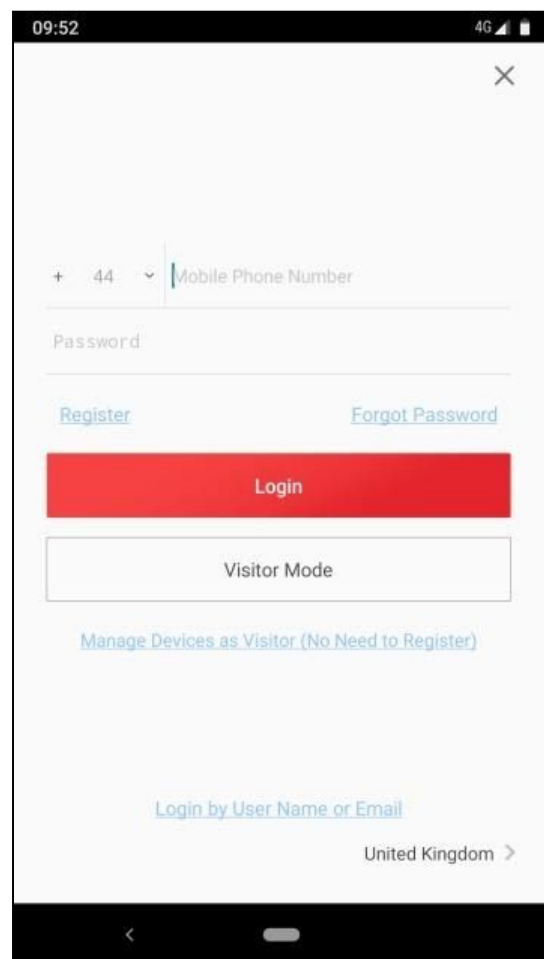 09:52 4G
+ 44 Mobile Phone Number
Password
Register Forgot Password
Login
Visitor Mode
Manage Devices as Visitor (No Need to Register)
Login by User Name or Email
United Kingdom